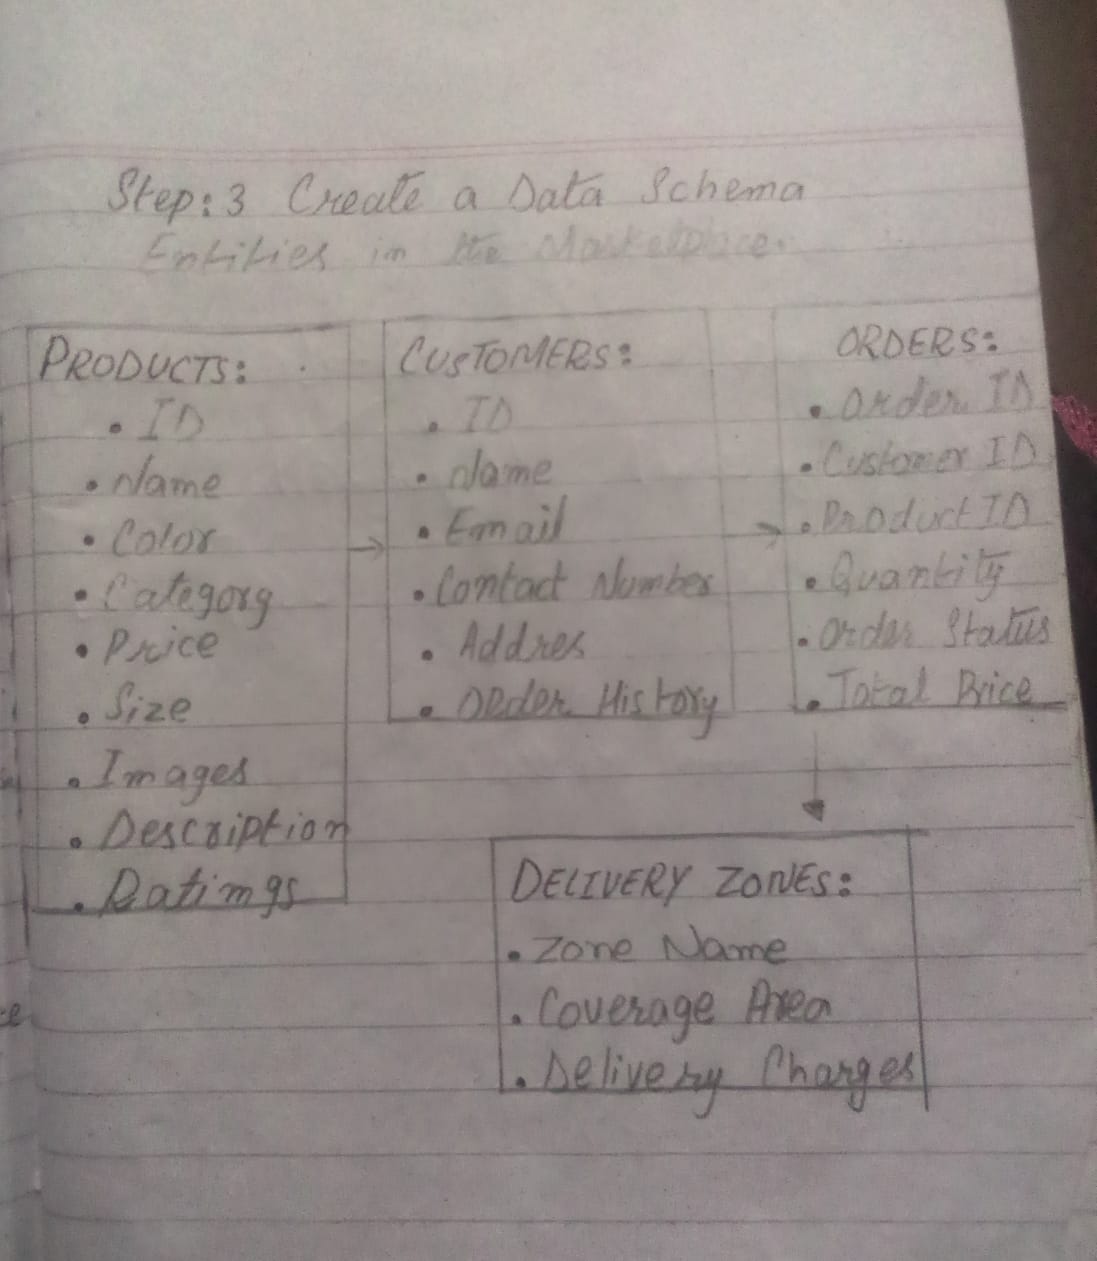 Step: 3 Create a Data Schema
Entities in the Marketplace.
PRODUCTS:
• ID
• Name
• Color
• Category
• Price
• Size
• Images
• Description
• Ratings
CUSTOMERS:
• ID
• Name
• Email
• Contact Number
• Addres
• Order History
ORDERS:
• Order ID
• Customer ID
• Product ID
• Quantity
• Order Status
• Total Price
DELIVERY ZONES:
• Zone Name
• Coverage Area
• Delivery Charges